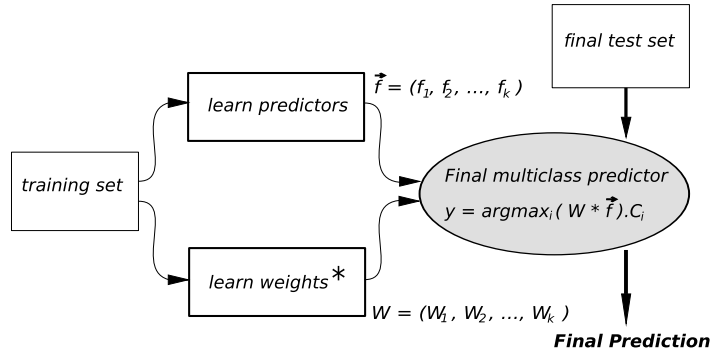 final test set
f⃗ = (f₁, f₂, ..., fₖ)
learn predictors
training set
Final multiclass predictor
y = argmaxᵢ ( W * f⃗ ).Cᵢ
learn weights*
W = (W₁, W₂, ..., Wₖ )
Final Prediction